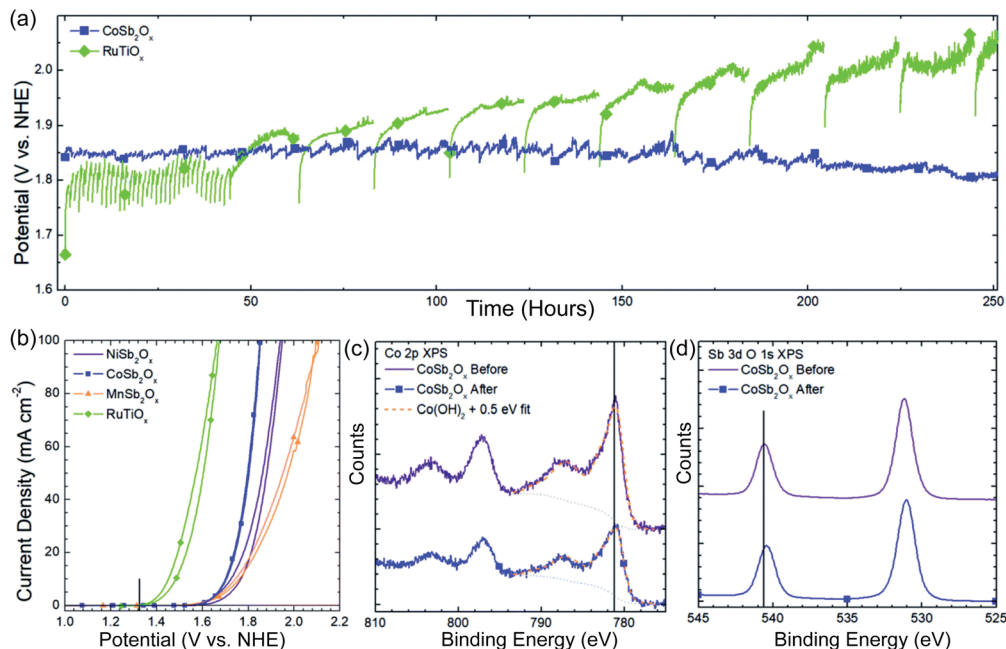 (a)
CoSb₂Oₓ
RuTiOₓ
Potential (V vs. NHE)
2.0
1.9
1.8
1.7
1.6
0
50
100
150
200
250
Time (Hours)
(b)
NiSb₂Oₓ
CoSb₂Oₓ
MnSb₂Oₓ
RuTiOₓ
Current Density (mA cm⁻²)
100
80
60
40
20
0
1.0
1.2
1.4
1.6
1.8
2.0
2.2
Potential (V vs. NHE)
(c)
Co 2p XPS
CoSb₂Oₓ Before
CoSb₂Oₓ After
Co(OH)₂ + 0.5 eV fit
Counts
810
800
790
780
Binding Energy (eV)
(d)
Sb 3d O 1s XPS
CoSb₂Oₓ Before
CoSb₂Oₓ After
Counts
545
540
535
530
525
Binding Energy (eV)